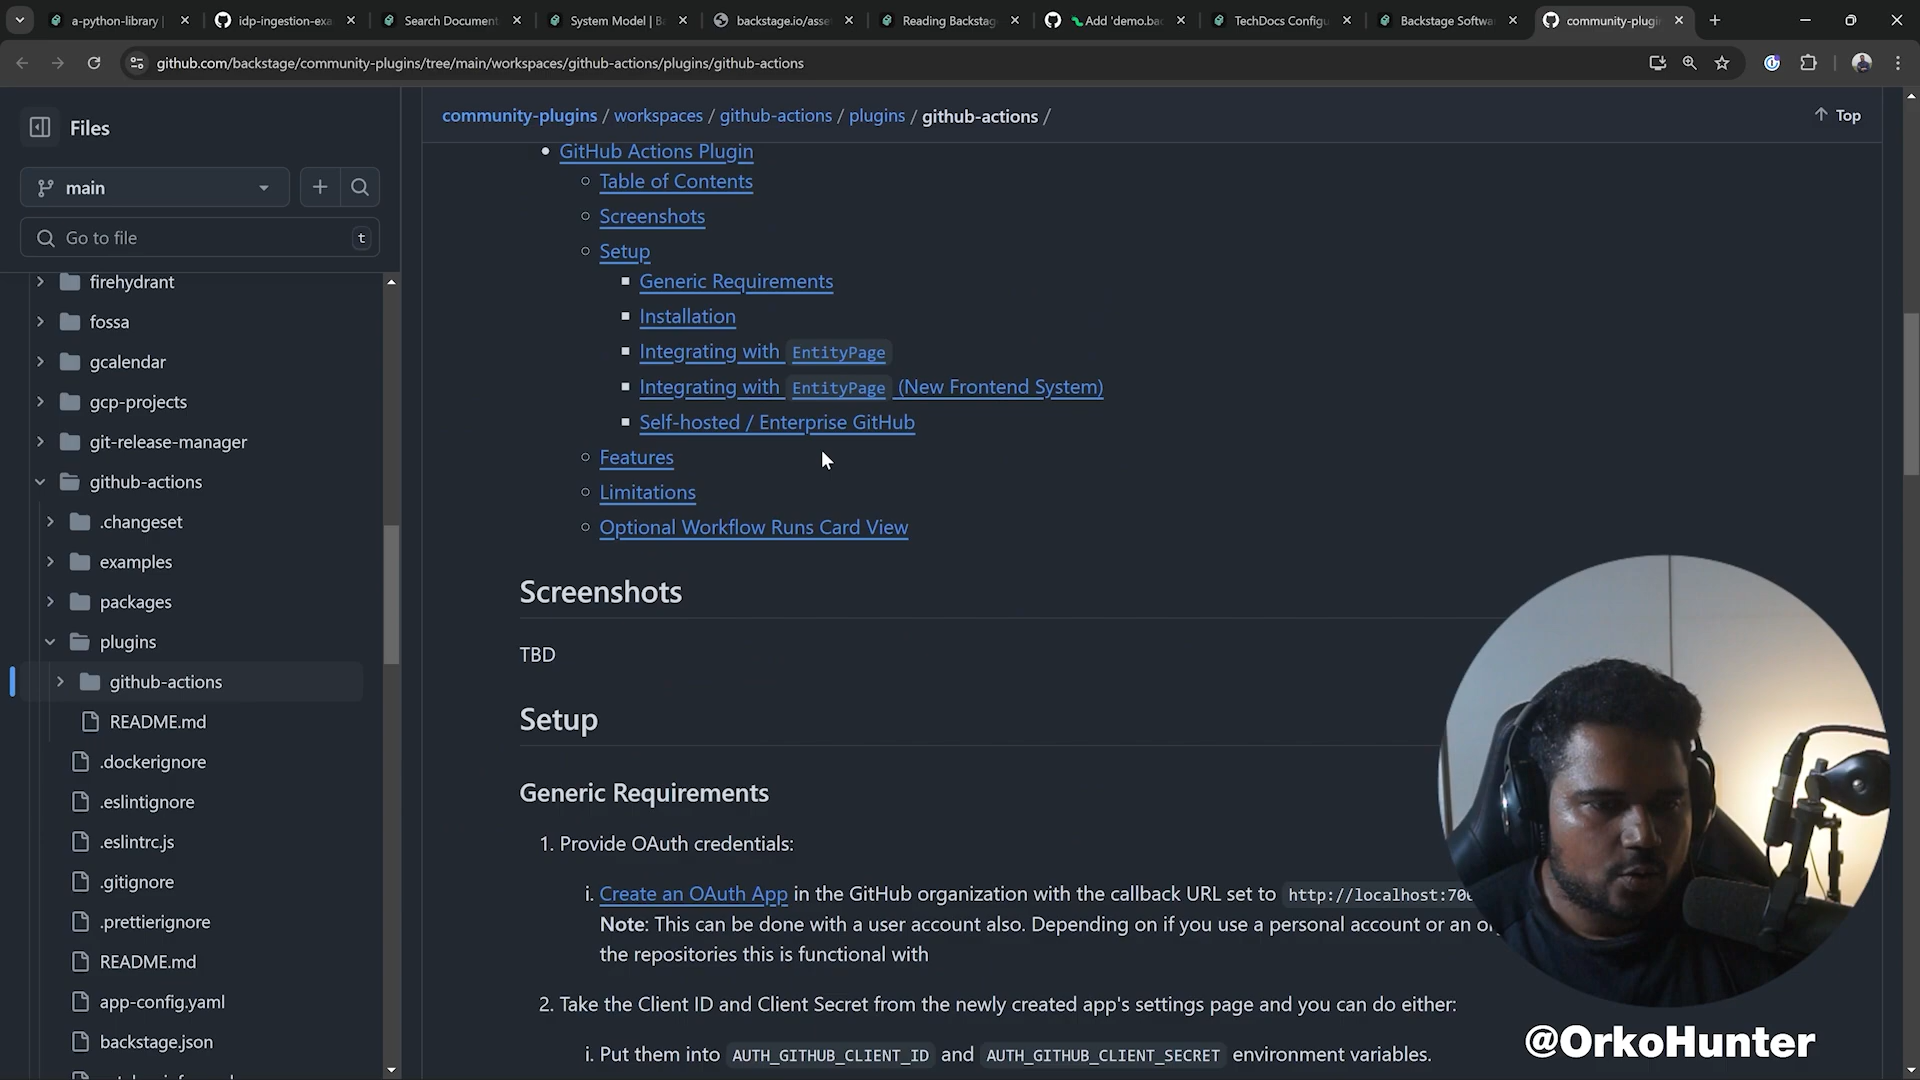 a-python-library |
idp-ingestion-exa
Search Document
System Model | B
backstage.io/asse
Reading Backstag
Add 'demo.ba
TechDocs Configu
Backstage Softwa
community-plugi
github.com/backstage/community-plugins/tree/main/workspaces/github-actions/plugins/github-actions
Files
main
Go to file
t
firehydrant
fossa
gcalendar
gcp-projects
git-release-manager
github-actions
.changeset
examples
packages
plugins
github-actions
README.md
.dockerignore
.eslintignore
.eslintrc.js
.gitignore
.prettierignore
README.md
app-config.yaml
backstage.json
community-plugins / workspaces / github-actions / plugins / github-actions /
Top
GitHub Actions Plugin
Table of Contents
Screenshots
Setup
Generic Requirements
Installation
Integrating with EntityPage
Integrating with EntityPage (New Frontend System)
Self-hosted / Enterprise GitHub
Features
Limitations
Optional Workflow Runs Card View
Screenshots
TBD
Setup
Generic Requirements
1. Provide OAuth credentials:
i. Create an OAuth App in the GitHub organization with the callback URL set to http://localhost:700
Note: This can be done with a user account also. Depending on if you use a personal account or an
the repositories this is functional with
2. Take the Client ID and Client Secret from the newly created app's settings page and you can do either:
i. Put them into AUTH_GITHUB_CLIENT_ID and AUTH_GITHUB_CLIENT_SECRET environment variables.
@OrkoHunter